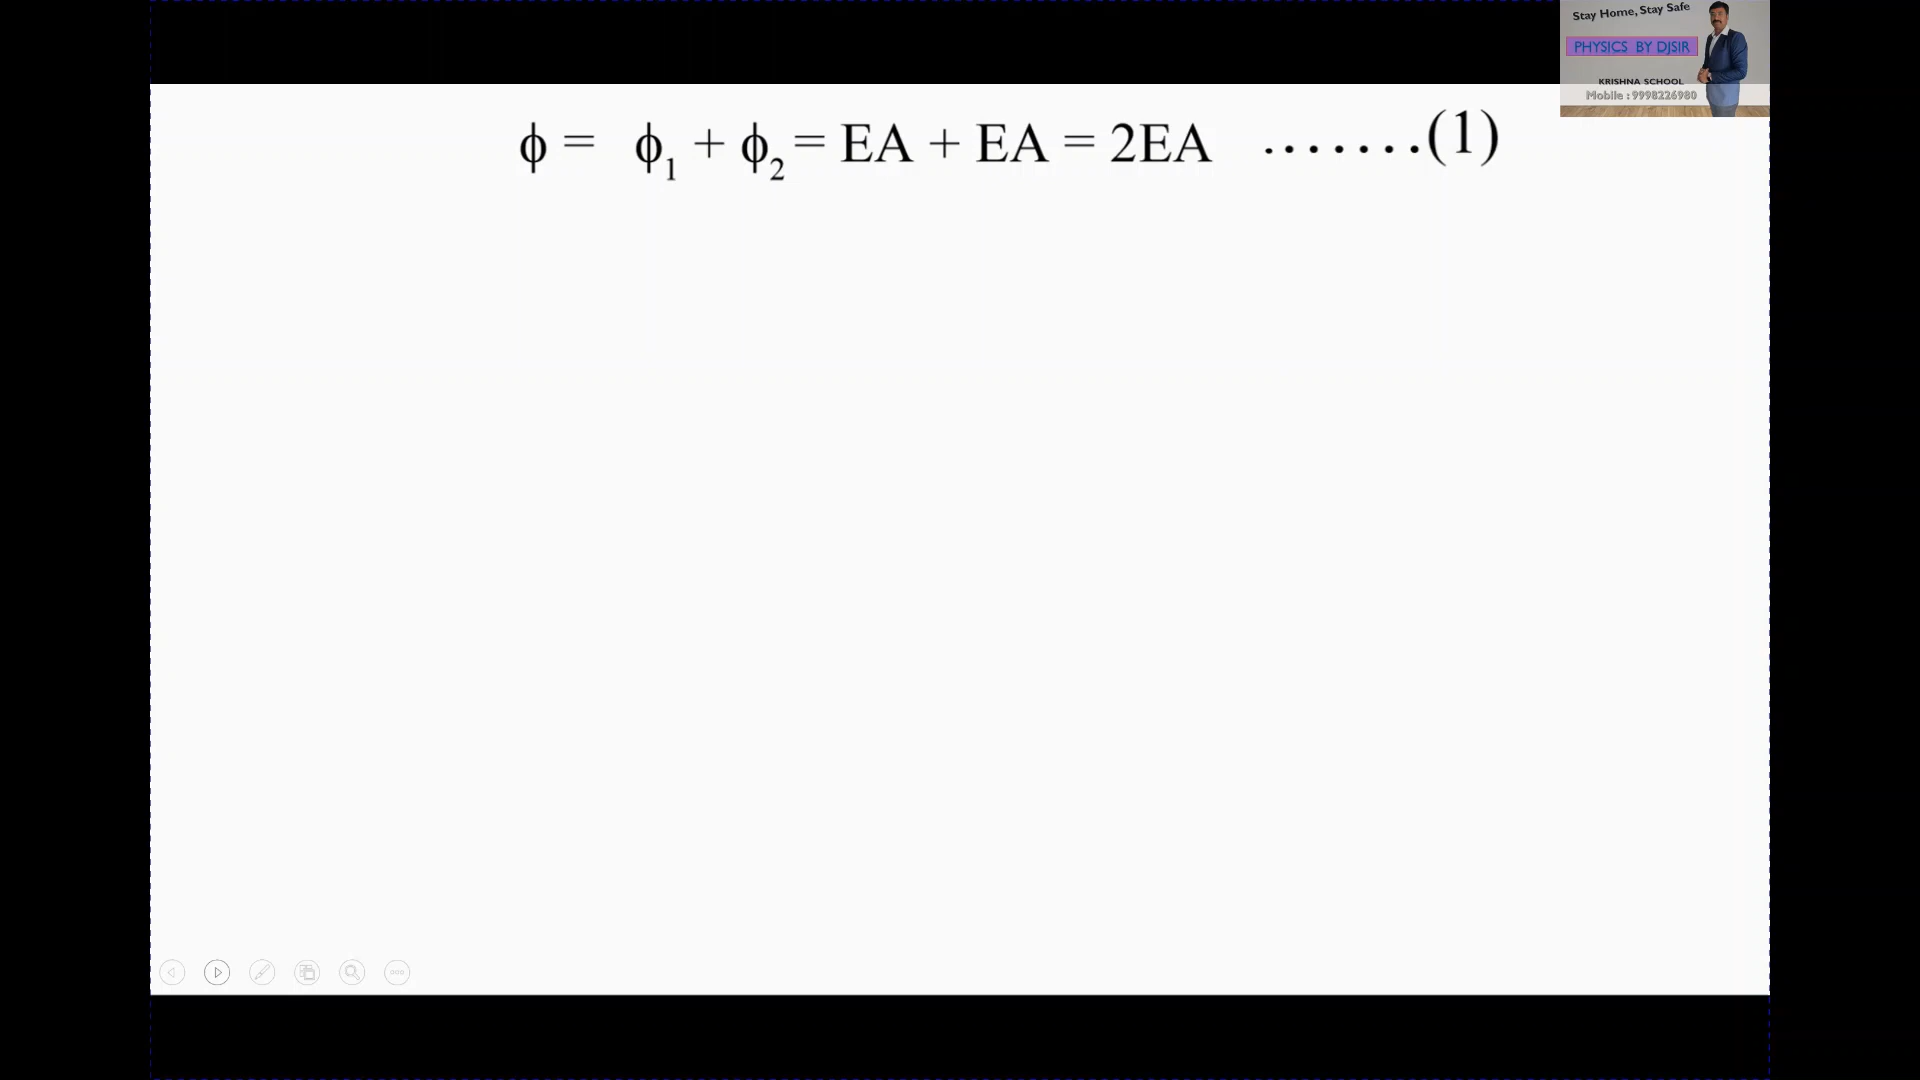 Stay Home, Stay Safe
PHYSICS BY DJSIR
KRISHNA SCHOOL
Mobile : 9998226980
ϕ = ϕ₁ + ϕ₂ = EA + EA = 2EA .......(1)